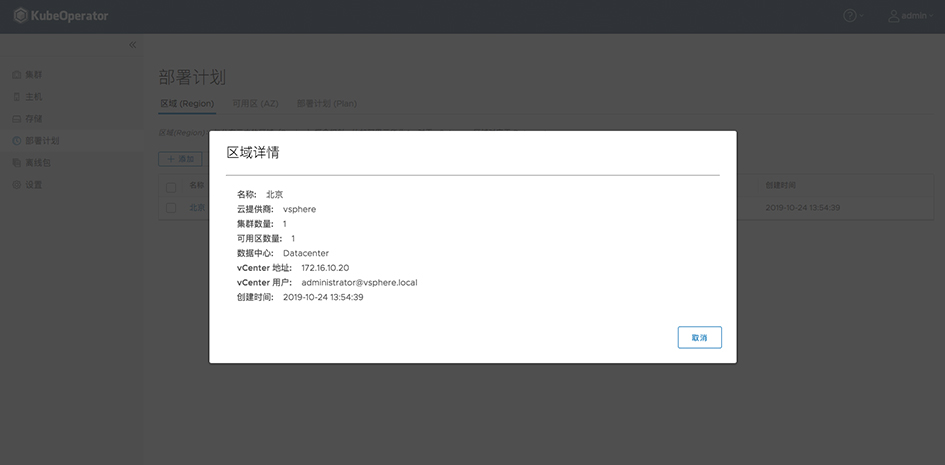 KubeOperator
admin
集群
主机
存储
部署计划
离线包
设置
部署计划
区域 (Region) 可用区 (AZ) 部署计划 (Plan)
区域(Region)
+ 添加
名称 创建时间
北京 2019-10-24 13:54:39
区域详情
名称: 北京
云提供商: vsphere
集群数量: 1
可用区数量: 1
数据中心: Datacenter
vCenter 地址: 172.16.10.20
vCenter 用户: administrator@vsphere.local
创建时间: 2019-10-24 13:54:39
取消